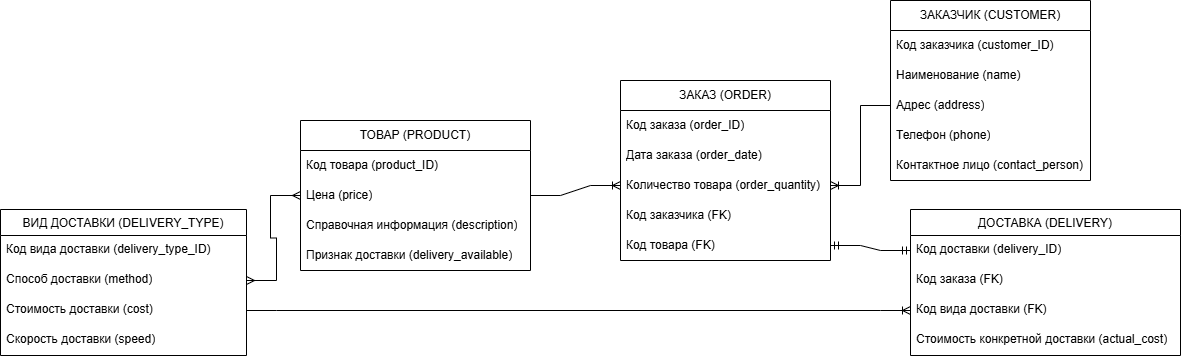 ЗАКАЗЧИК (CUSTOMER)
Код заказчика (customer_ID)
Наименование (name)
Адрес (address)
Телефон (phone)
Контактное лицо (contact_person)
ЗАКАЗ (ORDER)
Код заказа (order_ID)
Дата заказа (order_date)
Количество товара (order_quantity)
Код заказчика (FK)
Код товара (FK)
ТОВАР (PRODUCT)
Код товара (product_ID)
Цена (price)
Справочная информация (description)
Признак доставки (delivery_available)
ВИД ДОСТАВКИ (DELIVERY_TYPE)
Код вида доставки (delivery_type_ID)
Способ доставки (method)
Стоимость доставки (cost)
Скорость доставки (speed)
ДОСТАВКА (DELIVERY)
Код доставки (delivery_ID)
Код заказа (FK)
Код вида доставки (FK)
Стоимость конкретной доставки (actual_cost)